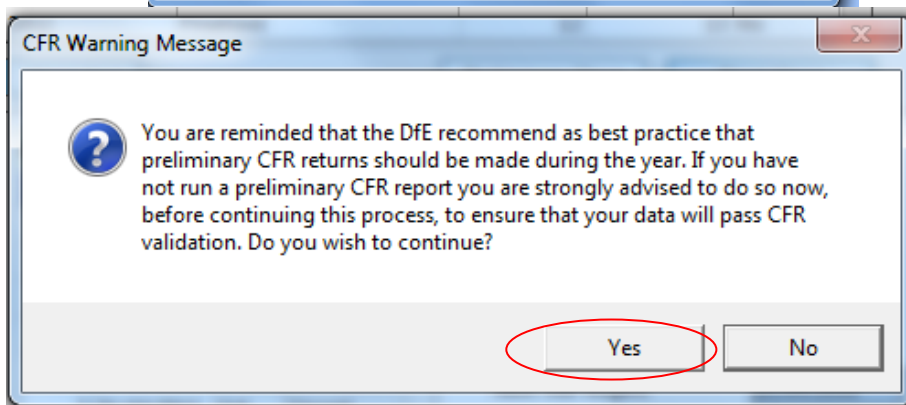 CFR Warning Message
You are reminded that the DfE recommend as best practice that
preliminary CFR returns should be made during the year. If you have
not run a preliminary CFR report you are strongly advised to do so now,
before continuing this process, to ensure that your data will pass CFR
validation. Do you wish to continue?
Yes No